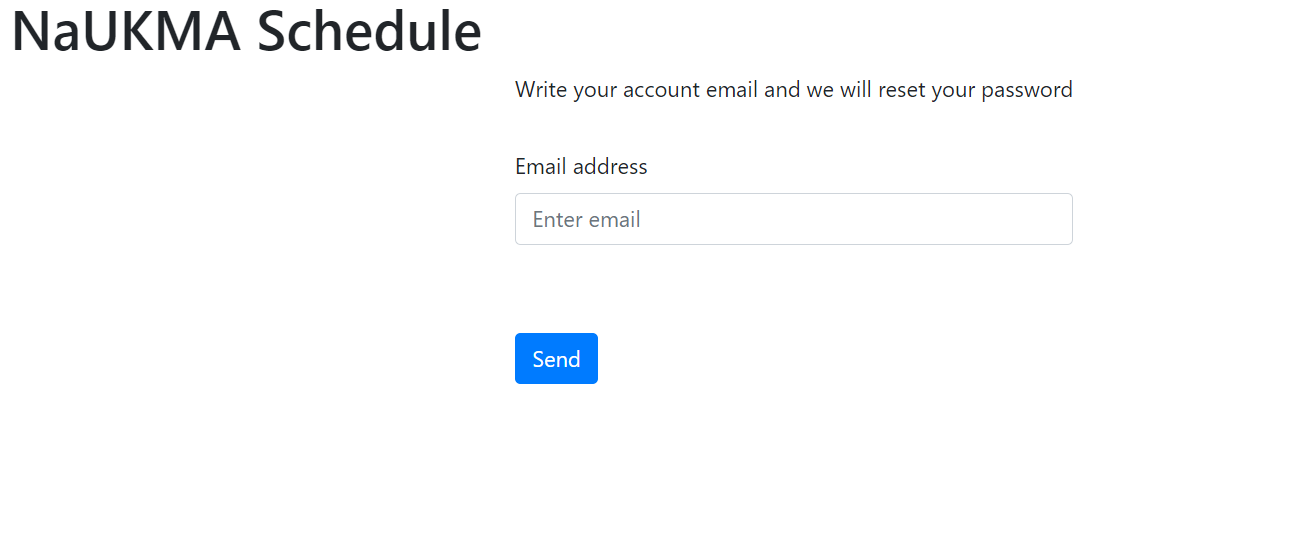 NaUKMA Schedule
Write your account email and we will reset your password
Email address
Enter email
Send